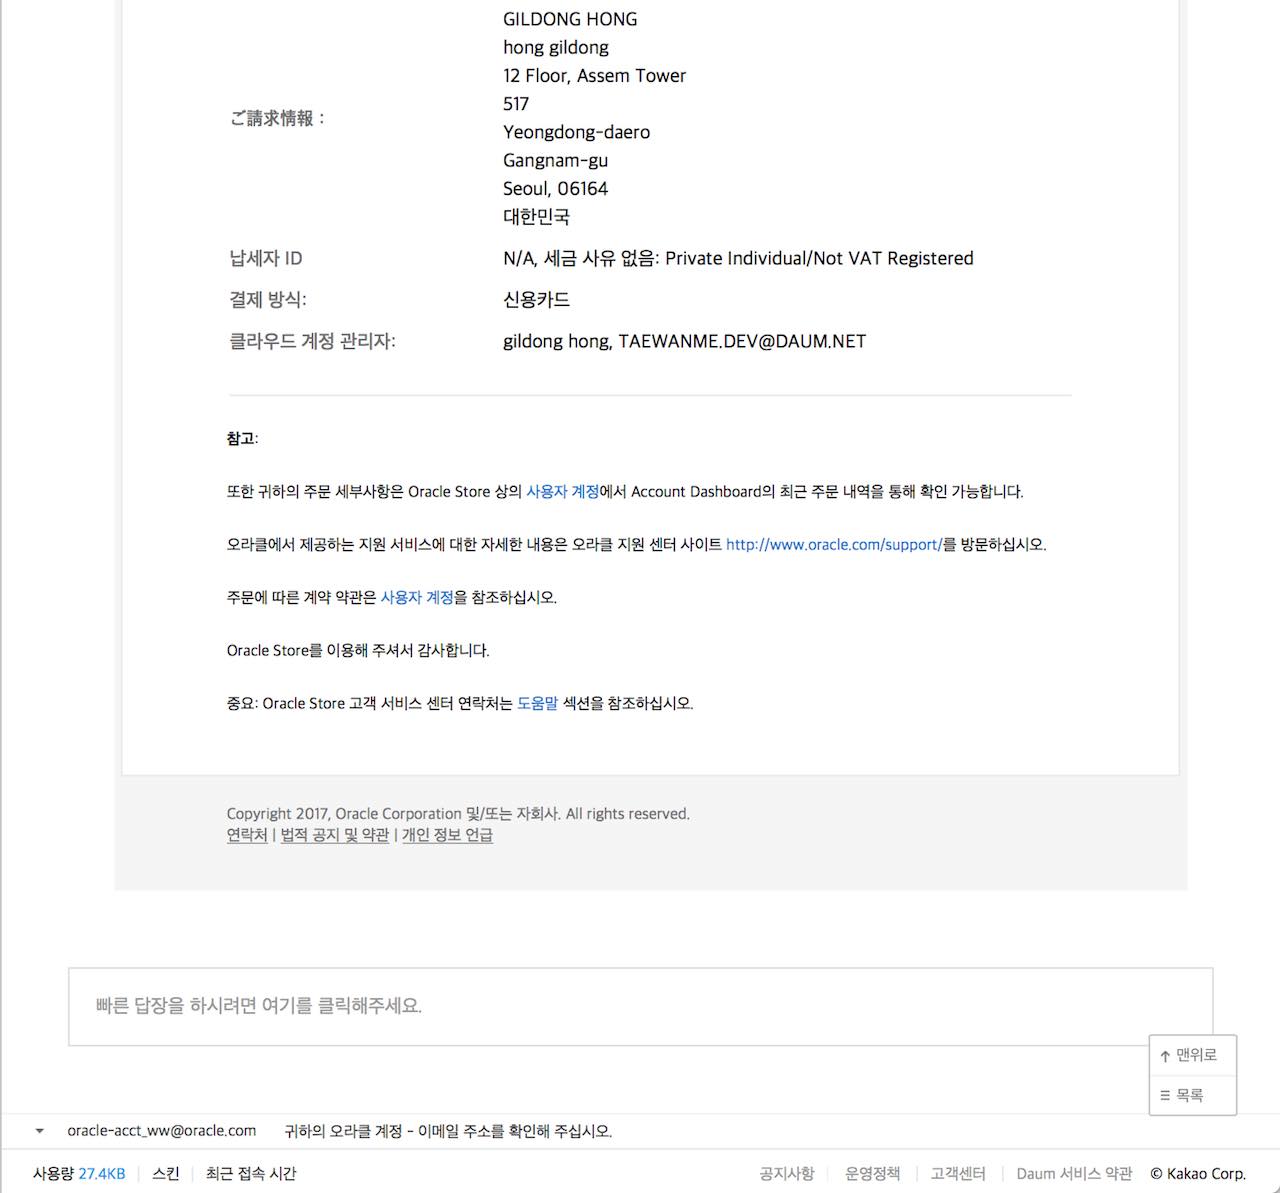 GILDONG HONG
hong gildong
12 Floor, Assem Tower
517
ご請求情報：
Yeongdong-daero
Gangnam-gu
Seoul, 06164
대한민국
납세자 ID N/A, 세금 사유 없음: Private Individual/Not VAT Registered
결제 방식: 신용카드
클라우드 계정 관리자: gildong hong, TAEWANME.DEV@DAUM.NET
참고:
또한 귀하의 주문 세부사항은 Oracle Store 상의 사용자 계정에서 Account Dashboard의 최근 주문 내역을 통해 확인 가능합니다.
오라클에서 제공하는 지원 서비스에 대한 자세한 내용은 오라클 지원 센터 사이트 http://www.oracle.com/support/를 방문하십시오.
주문에 따른 계약 약관은 사용자 계정을 참조하십시오.
Oracle Store를 이용해 주셔서 감사합니다.
중요: Oracle Store 고객 서비스 센터 연락처는 도움말 섹션을 참조하십시오.
Copyright 2017, Oracle Corporation 및/또는 자회사. All rights reserved.
연락처 | 법적 공지 및 약관 | 개인 정보 언급
빠른 답장을 하시려면 여기를 클릭해주세요.
↑ 맨위로
☰ 목록
oracle-acct_ww@oracle.com 귀하의 오라클 계정 - 이메일 주소를 확인해 주십시오.
사용량 27.4KB | 스킨 | 최근 접속 시간 공지사항 | 운영정책 | 고객센터 | Daum 서비스 약관 © Kakao Corp.